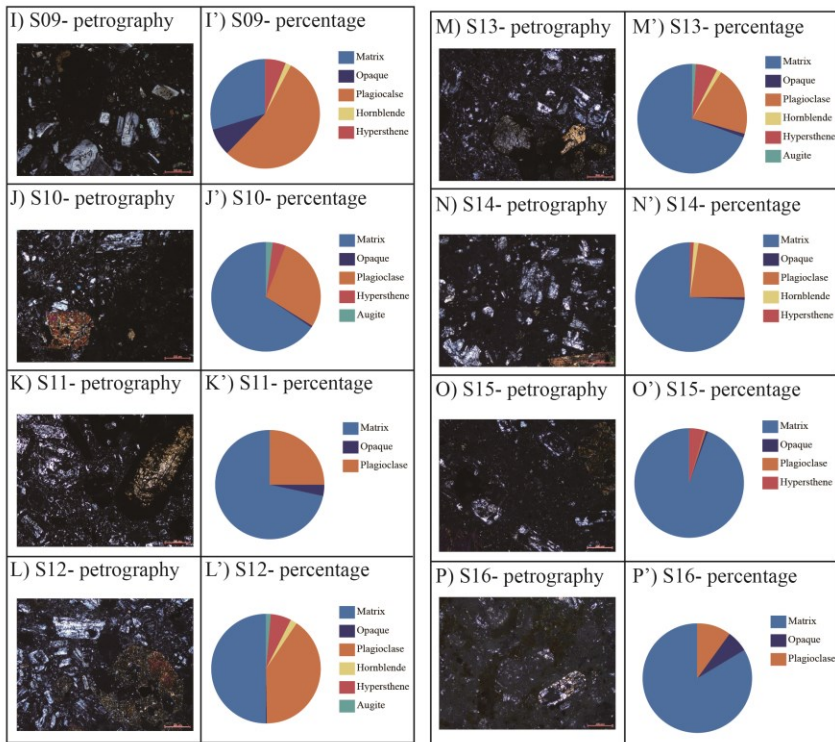 I) S09- petrography
I’) S09- percentage
Matrix
Opaque
Plagiocalse
Hornblende
Hypersthene
J) S10- petrography
J’) S10- percentage
Matrix
Opaque
Plagioclase
Hypersthene
Augite
K) S11- petrography
K’) S11- percentage
Matrix
Opaque
Plagioclase
L) S12- petrography
L’) S12- percentage
Matrix
Opaque
Plagioclase
Hornblende
Hypersthene
Augite
M) S13- petrography
M’) S13- percentage
Matrix
Opaque
Plagioclase
Hornblende
Hypersthene
Augite
N) S14- petrography
N’) S14- percentage
Matrix
Opaque
Plagioclase
Hornblende
Hypersthene
O) S15- petrography
O’) S15- percentage
Matrix
Opaque
Plagioclase
Hypersthene
P) S16- petrography
P’) S16- percentage
Matrix
Opaque
Plagioclase